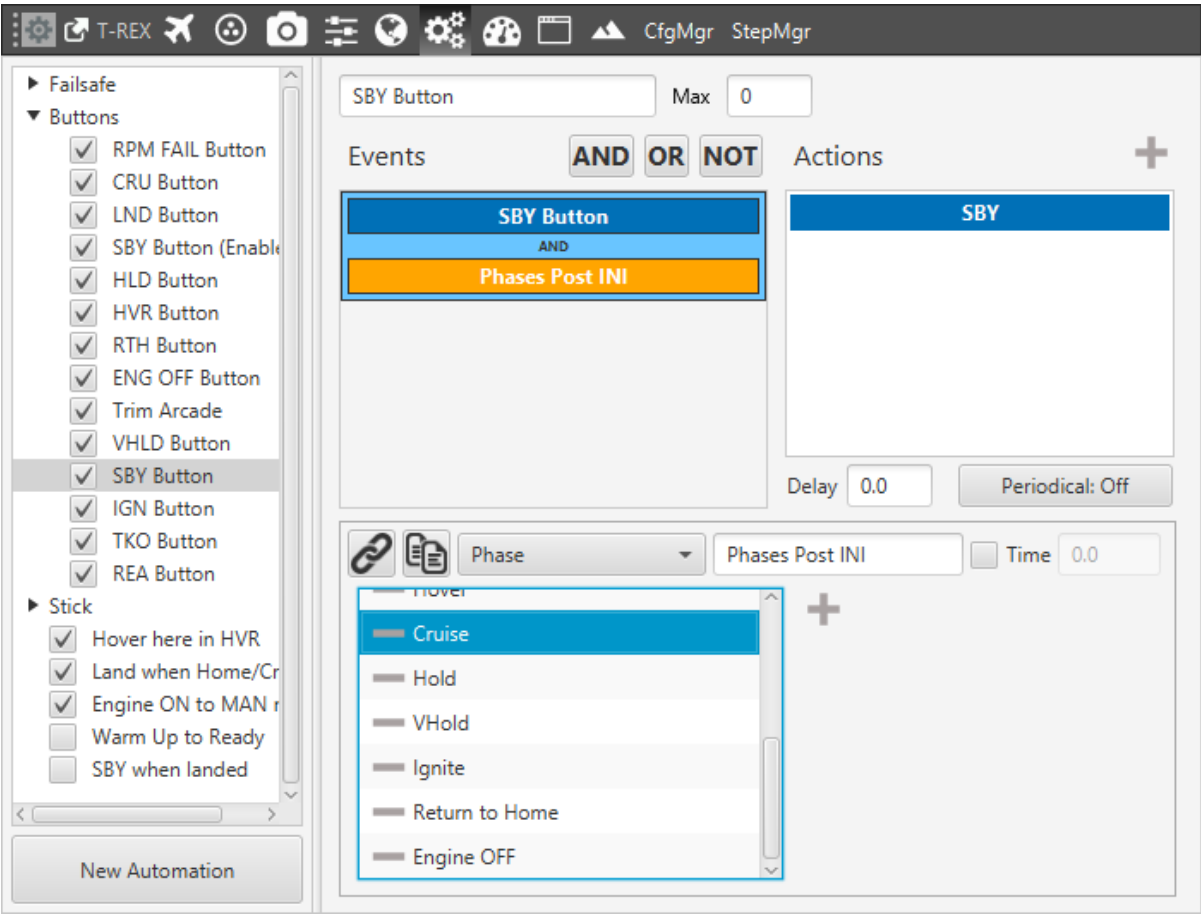 T-REX CfgMgr StepMgr
Failsafe
Buttons
RPM FAIL Button
CRU Button
LND Button
SBY Button (Enable
HLD Button
HVR Button
RTH Button
ENG OFF Button
Trim Arcade
VHLD Button
SBY Button
IGN Button
TKO Button
REA Button
Stick
Hover here in HVR
Land when Home/Cr
Engine ON to MAN r
Warm Up to Ready
SBY when landed
New Automation
SBY Button Max 0
Events AND OR NOT Actions
SBY Button
AND
Phases Post INI
SBY
Delay 0.0 Periodical: Off
Phase Phases Post INI Time 0.0
Hover
Cruise
Hold
VHold
Ignite
Return to Home
Engine OFF